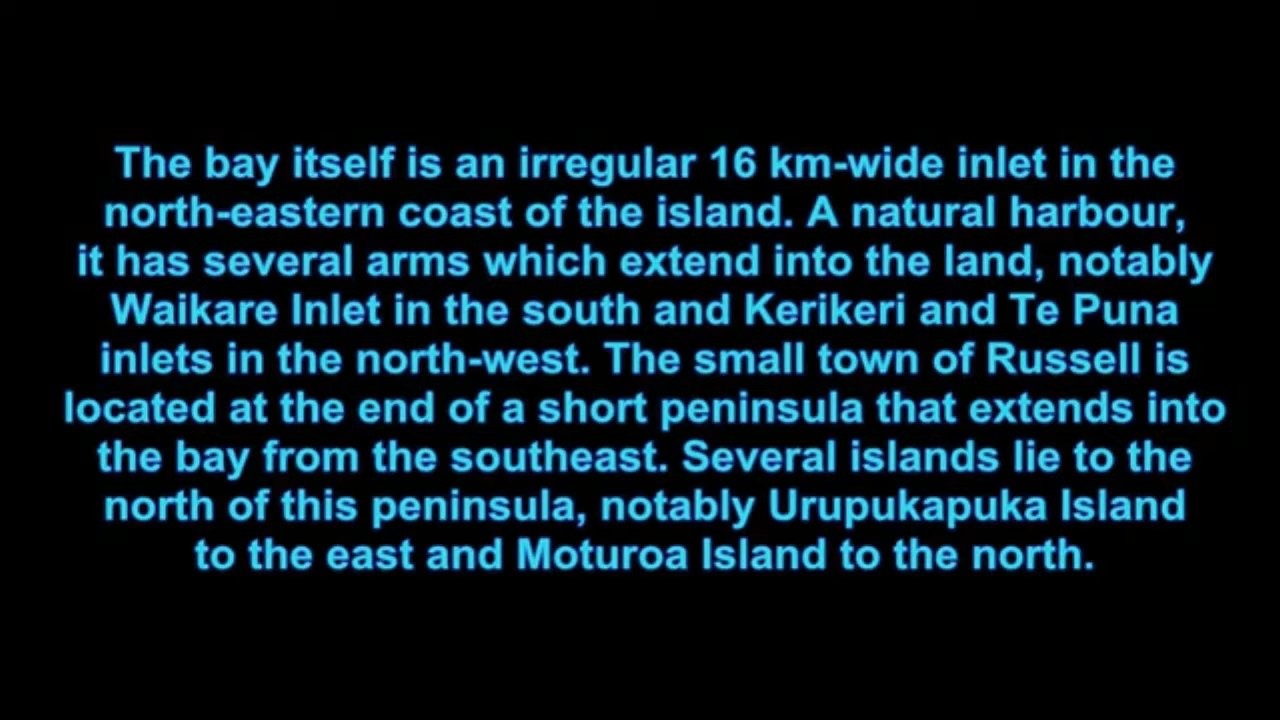 The bay itself is an irregular 16 km-wide inlet in the
north-eastern coast of the island. A natural harbour,
it has several arms which extend into the land, notably
Waikare Inlet in the south and Kerikeri and Te Puna
inlets in the north-west. The small town of Russell is
located at the end of a short peninsula that extends into
the bay from the southeast. Several islands lie to the
north of this peninsula, notably Urupukapuka Island
to the east and Moturoa Island to the north.